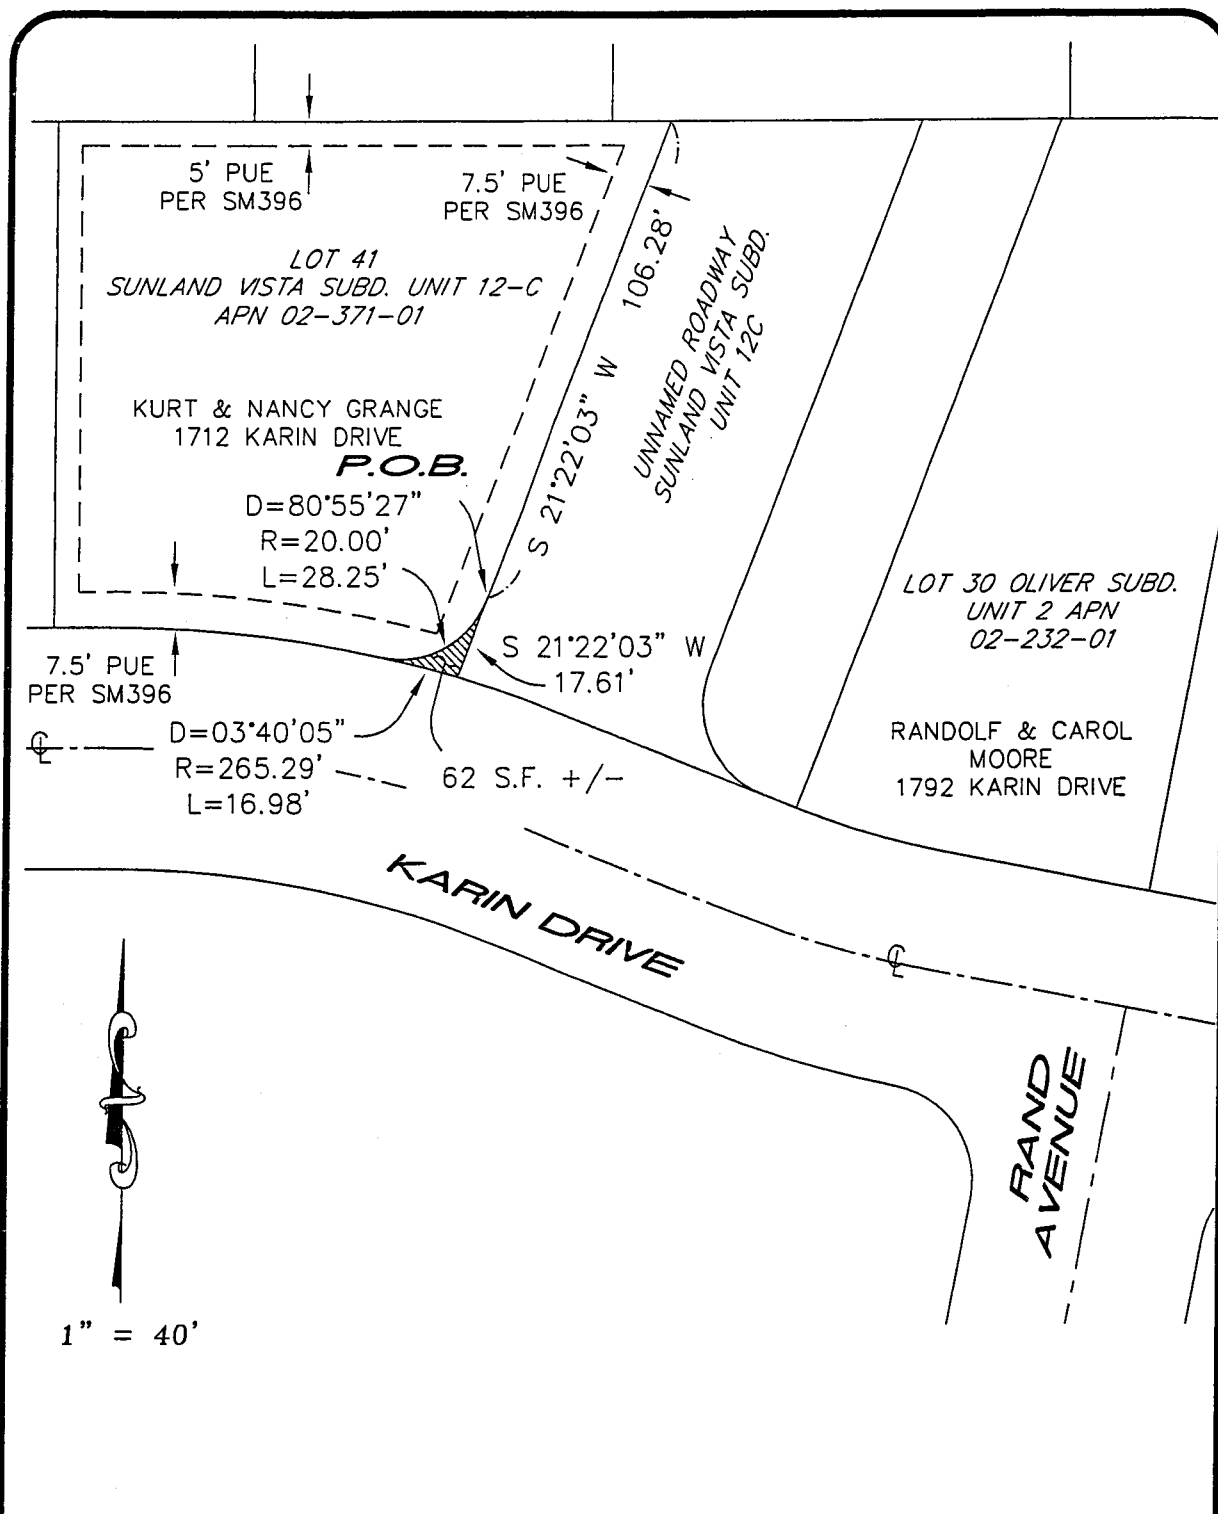 5' PUE
PER SM396
7.5' PUE
PER SM396
LOT 41
SUNLAND VISTA SUBD. UNIT 12-C
APN 02-371-01
KURT & NANCY GRANGE
1712 KARIN DRIVE
P.O.B.
D=80°55'27"
R=20.00'
L=28.25'
S 21°22'03" W 106.28'
UNNAMED ROADWAY
SUNLAND VISTA SUBD.
UNIT 12C
S 21°22'03" W
17.61'
7.5' PUE
PER SM396
D=03°40'05"
R=265.29'
L=16.98'
62 S.F. +/-
LOT 30 OLIVER SUBD.
UNIT 2 APN
02-232-01
RANDOLF & CAROL
MOORE
1792 KARIN DRIVE
℄
KARIN DRIVE
℄
RAND
AVENUE
1" = 40'